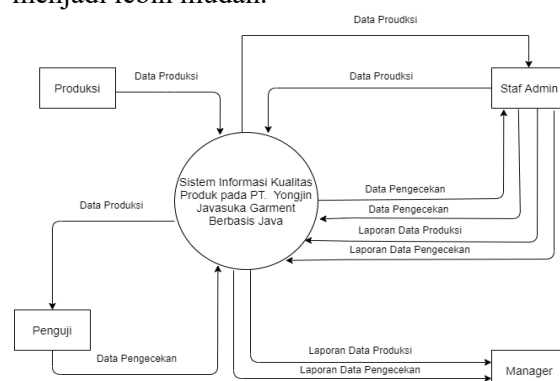 menjadi lebih mudah.
Data Proudksi
Data Produksi
Data Proudksi
Produksi
Staf Admin
Sistem Informasi Kualitas
Produk pada PT. Yongjin
Javasuka Garment
Berbasis Java
Data Pengecekan
Data Pengecekan
Data Produksi
Laporan Data Produksi
Laporan Data Pengecekan
Penguji
Data Pengecekan
Laporan Data Produksi
Laporan Data Pengecekan
Manager